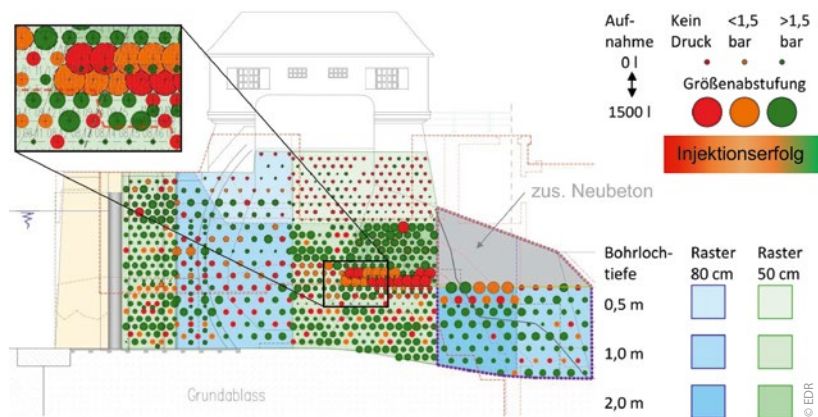 Auf-
nahme
Kein
Druck
<1,5
bar
>1,5
bar
0 l
Größenabstufung
1500 l
Injektionserfolg
zus. Neubeton
Bohrloch-
tiefe
Raster
80 cm
Raster
50 cm
0,5 m
1,0 m
2,0 m
Grundablass
© EDR